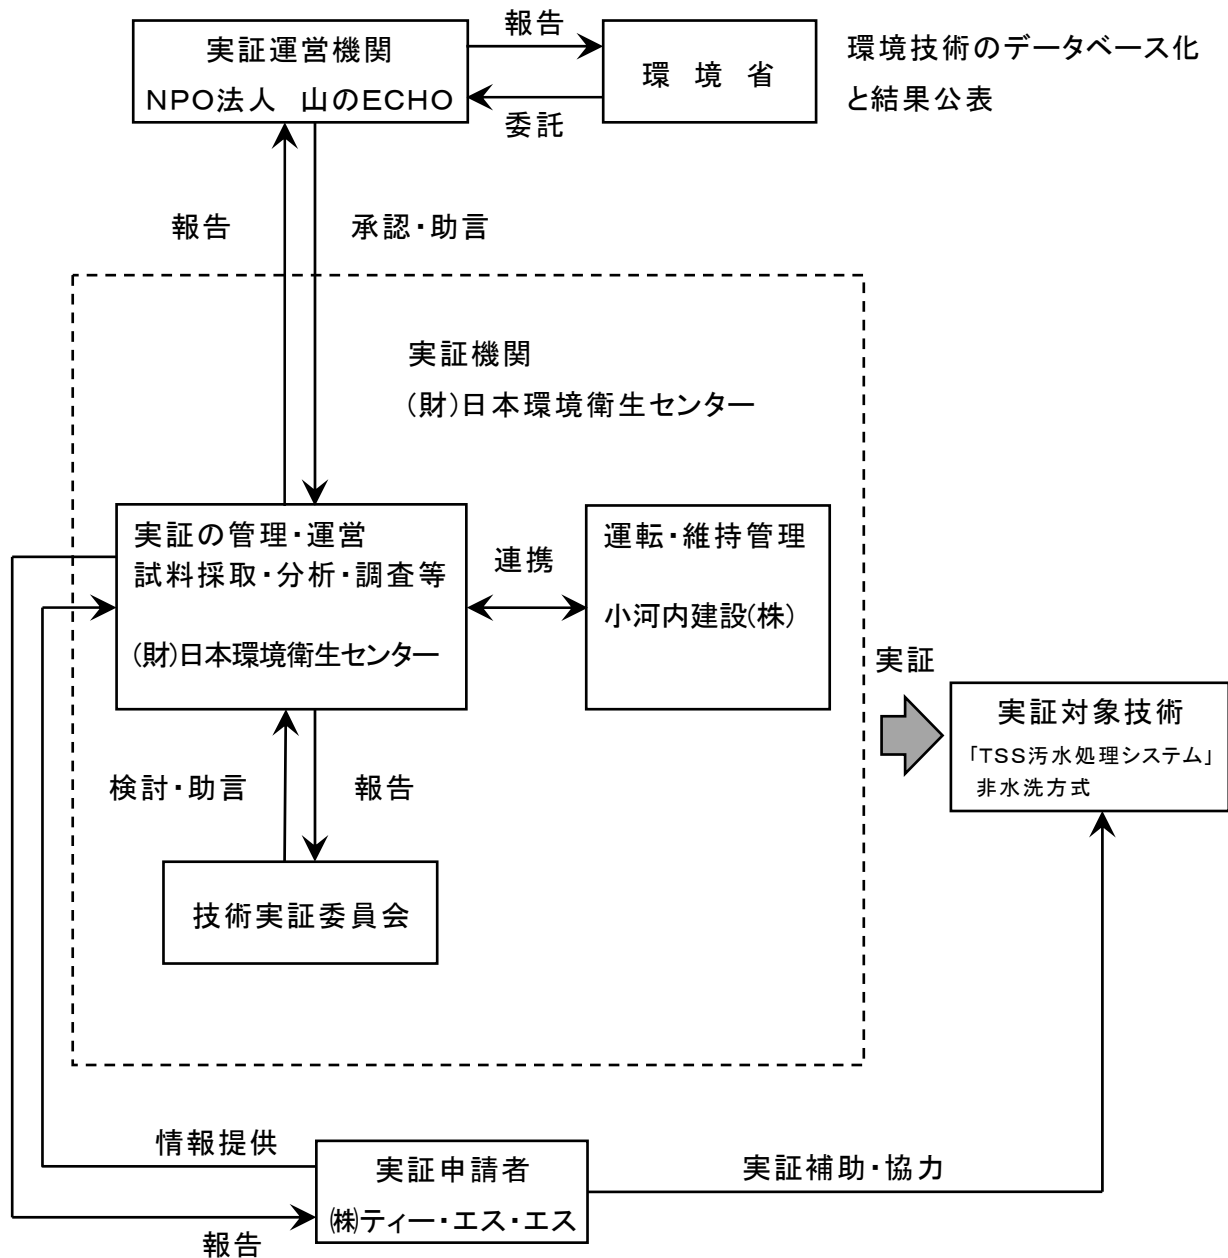 実証運営機関
NPO法人 山のECHO
報告
委託
環 境 省
環境技術のデータベース化
と結果公表
報告
承認・助言
実証機関
(財)日本環境衛生センター
実証の管理・運営
試料採取・分析・調査等
(財)日本環境衛生センター
連携
運転・維持管理
小河内建設(株)
実証
実証対象技術
「TSS汚水処理システム」
非水洗方式
検討・助言
報告
技術実証委員会
情報提供
実証申請者
㈱ティー・エス・エス
報告
実証補助・協力